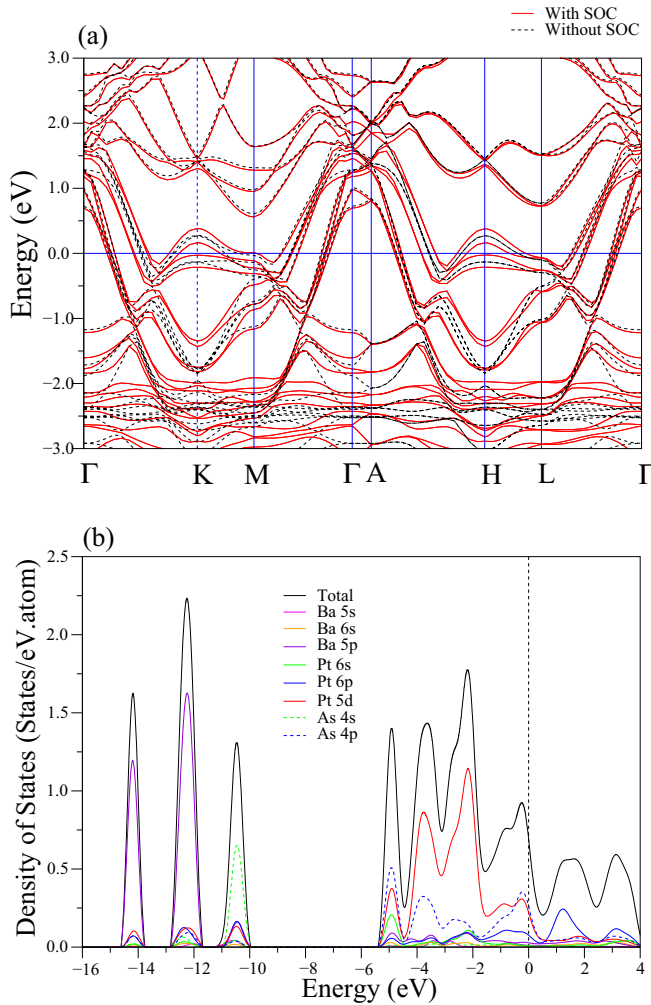 With SOC
Without SOC
(a)
3.0
2.0
1.0
0.0
−1.0
−2.0
−3.0
Energy (eV)
Γ K M Γ A H L Γ
(b)
2.5
2.0
1.5
1.0
0.5
0.0
Density of States (States/eV.atom)
Total
Ba 5s
Ba 6s
Ba 5p
Pt 6s
Pt 6p
Pt 5d
As 4s
As 4p
−16 −14 −12 −10 −8 −6 −4 −2 0 2 4
Energy (eV)